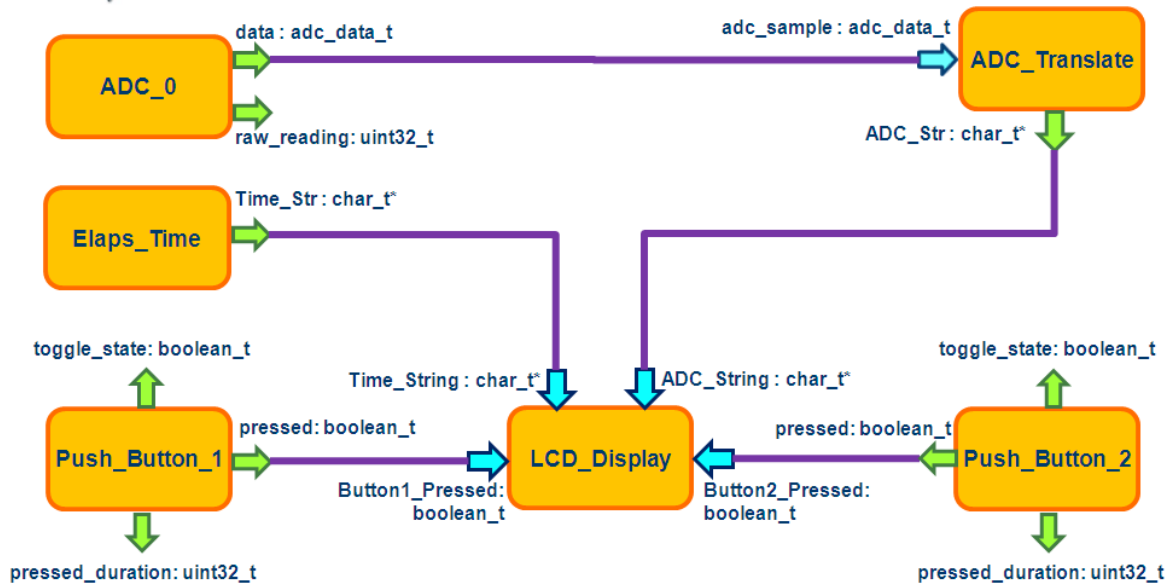 data : adc_data_t
adc_sample : adc_data_t
ADC_0
ADC_Translate
raw_reading: uint32_t
ADC_Str : char_t*
Time_Str : char_t*
Elaps_Time
toggle_state: boolean_t
toggle_state: boolean_t
Time_String : char_t*
ADC_String : char_t*
pressed: boolean_t
pressed: boolean_t
Push_Button_1
LCD_Display
Push_Button_2
Button1_Pressed:
boolean_t
Button2_Pressed:
boolean_t
pressed_duration: uint32_t
pressed_duration: uint32_t